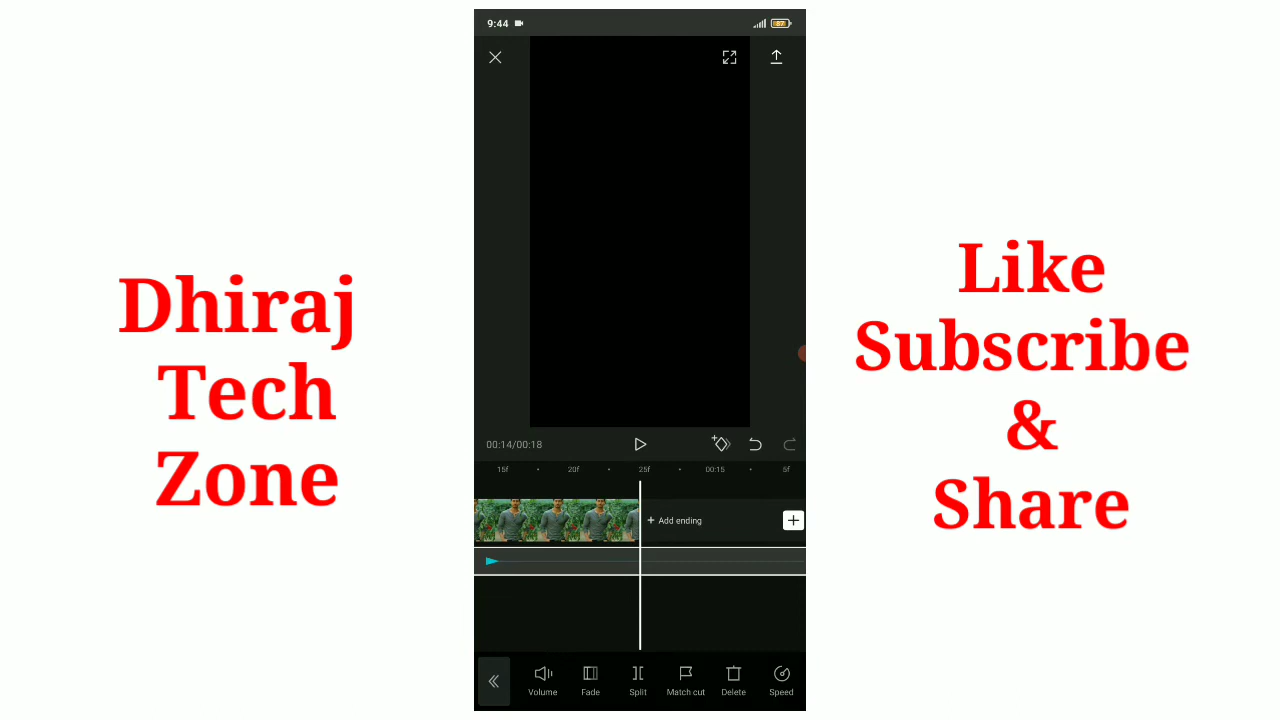 9:44
87
Dhiraj
Tech
Zone
Like
Subscribe
&
Share
00:14/00:18
15f
20f
25f
00:15
5f
+ Add ending
Volume
Fade
Split
Match cut
Delete
Speed